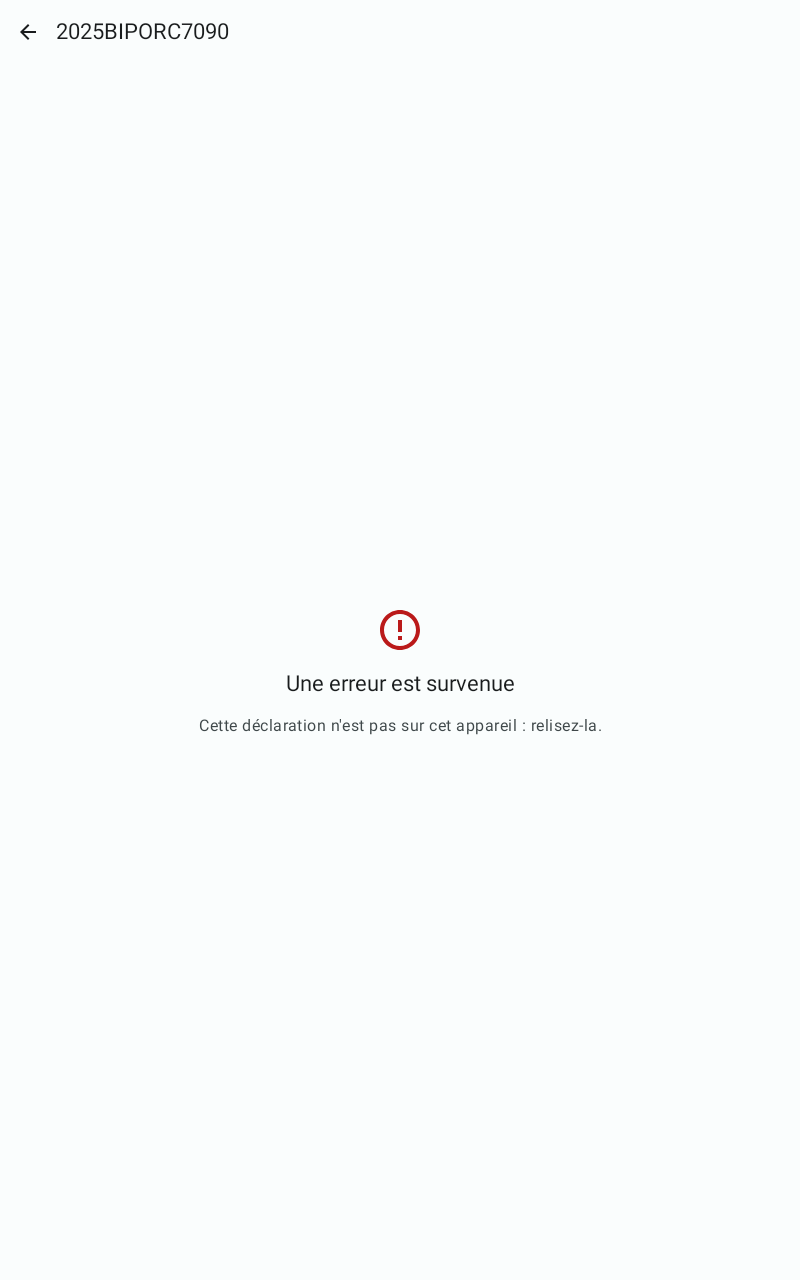 2025BIPORC7090
Une erreur est survenue
Cette déclaration n'est pas sur cet appareil : relisez-la.